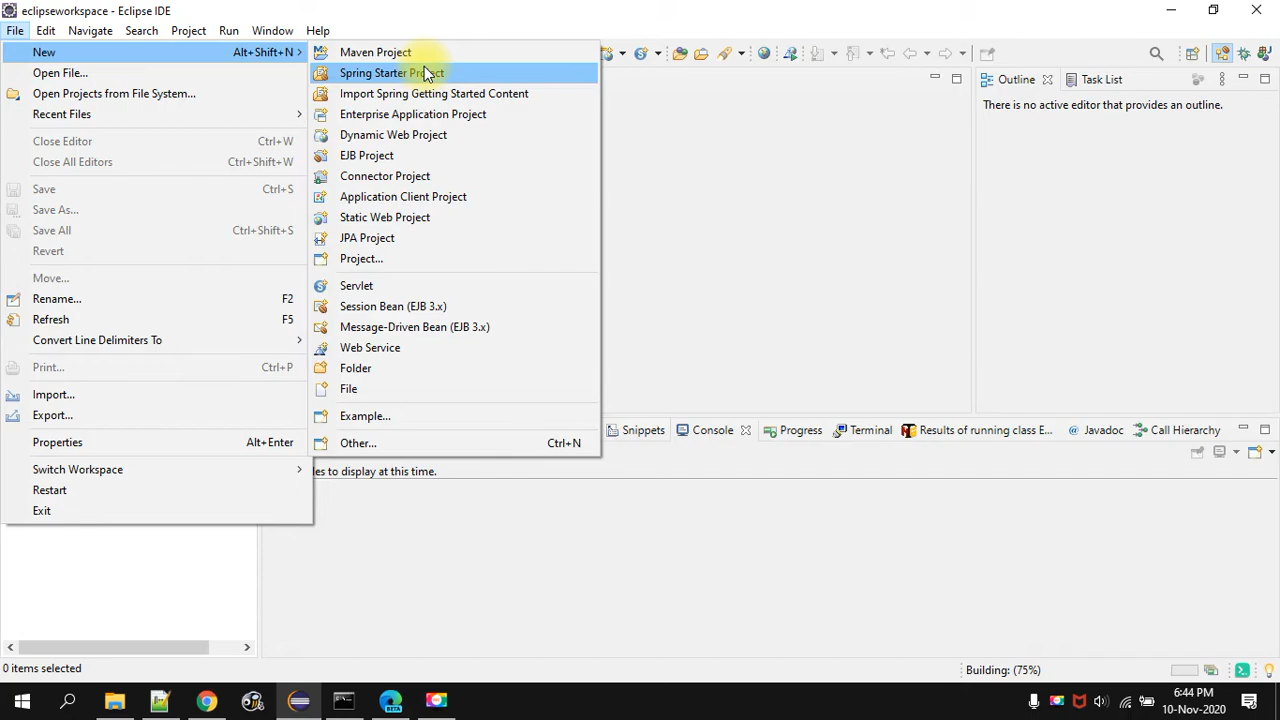 eclipseworkspace - Eclipse IDE
File Edit Navigate Search Project Run Window Help
New Alt+Shift+N
Open File...
Open Projects from File System...
Recent Files
Close Editor Ctrl+W
Close All Editors Ctrl+Shift+W
Save Ctrl+S
Save As...
Save All Ctrl+Shift+S
Revert
Move...
Rename... F2
Refresh F5
Convert Line Delimiters To
Print... Ctrl+P
Import...
Export...
Properties Alt+Enter
Switch Workspace
Restart
Exit
Maven Project
Spring Starter Project
Import Spring Getting Started Content
Enterprise Application Project
Dynamic Web Project
EJB Project
Connector Project
Application Client Project
Static Web Project
JPA Project
Project...
Servlet
Session Bean (EJB 3.x)
Message-Driven Bean (EJB 3.x)
Web Service
Folder
File
Example...
Other... Ctrl+N
Outline Task List
There is no active editor that provides an outline.
Snippets Console Progress Terminal Results of running class E... Javadoc Call Hierarchy
les to display at this time.
0 items selected
Building: (75%)
6:44 PM
10-Nov-2020